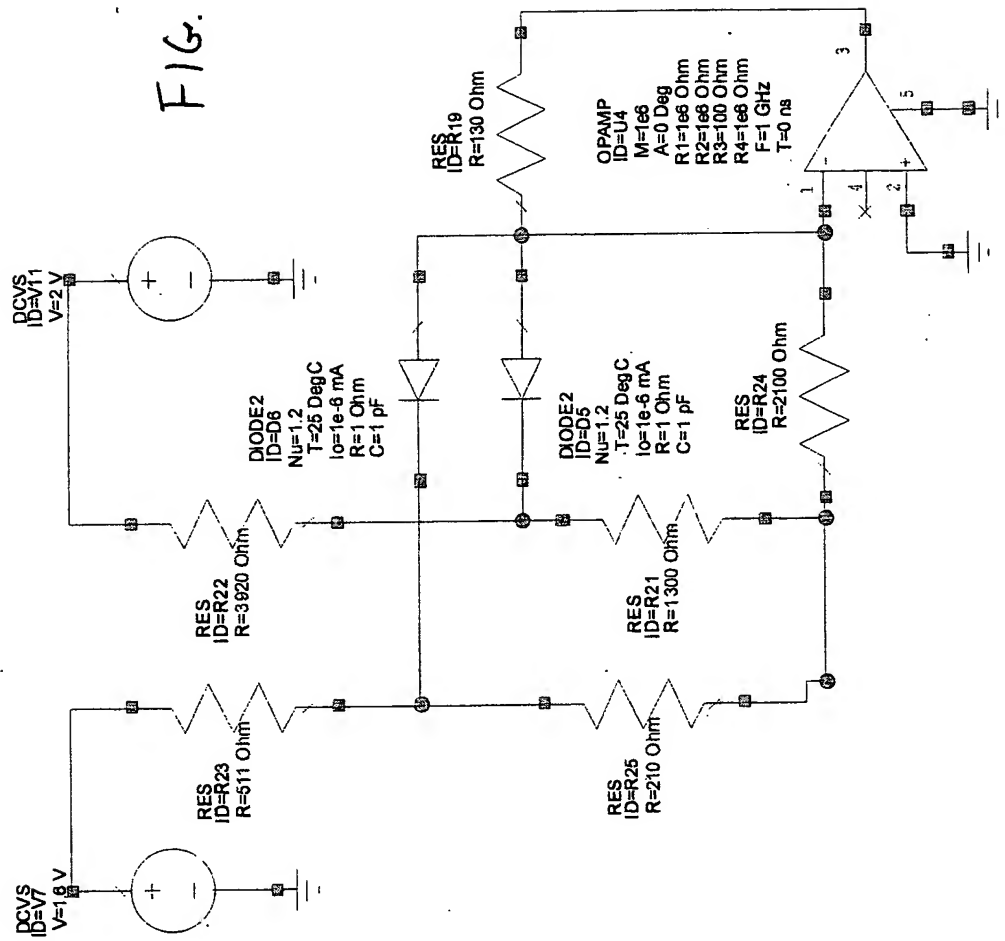 FIG.
DCVS
ID=V11
V=2 V
RES
ID=R19
R=130 Ohm
OPAMP
ID=U4
M=1e6
A=0 Deg
R1=1e6 Ohm
R2=1e6 Ohm
R3=100 Ohm
R4=1e6 Ohm
F=1 GHz
T=0 ns
3
5
1
4
2
-
+
+
-
DIODE2
ID=D6
Nu=1.2
T=25 DegC
Io=1e-6 mA
R=1 Ohm
C=1 pF
DIODE2
ID=D5
Nu=1.2
T=25 DegC
Io=1e-6 mA
R=1 Ohm
C=1 pF
RES
ID=R24
R=2100 Ohm
RES
ID=R22
R=3920 Ohm
RES
ID=R21
R=1300 Ohm
RES
ID=R23
R=511 Ohm
RES
ID=R25
R=210 Ohm
DCVS
ID=V7
V=1.6 V
+
-